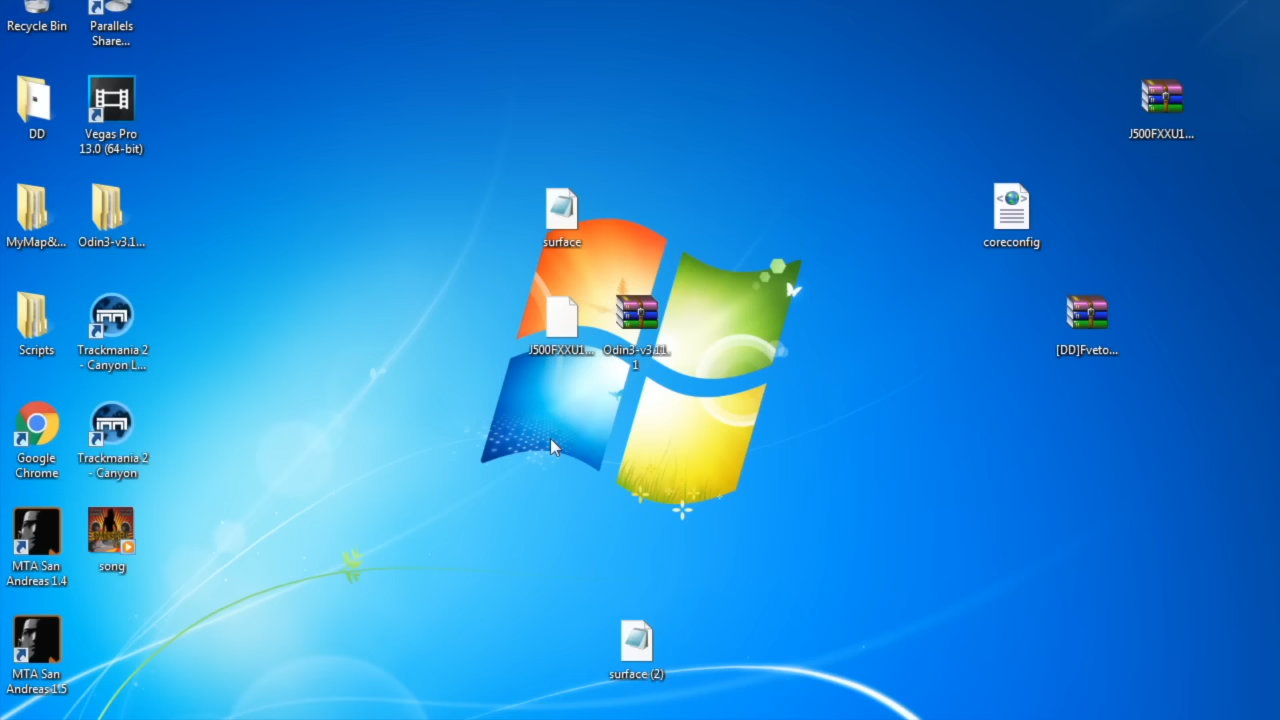 Recycle Bin
Parallels
Share...
DD
Vegas Pro
13.0 (64-bit)
J500FXXU1...
MyMap&...
Odin3-v3.1...
surface
coreconfig
Scripts
Trackmania 2
- Canyon L...
J500FXXU1...
Odin3-v3.11.
1
[DD]Fveto...
Google
Chrome
Trackmania 2
- Canyon
MTA San
Andreas 1.4
song
MTA San
Andreas 1.5
surface (2)